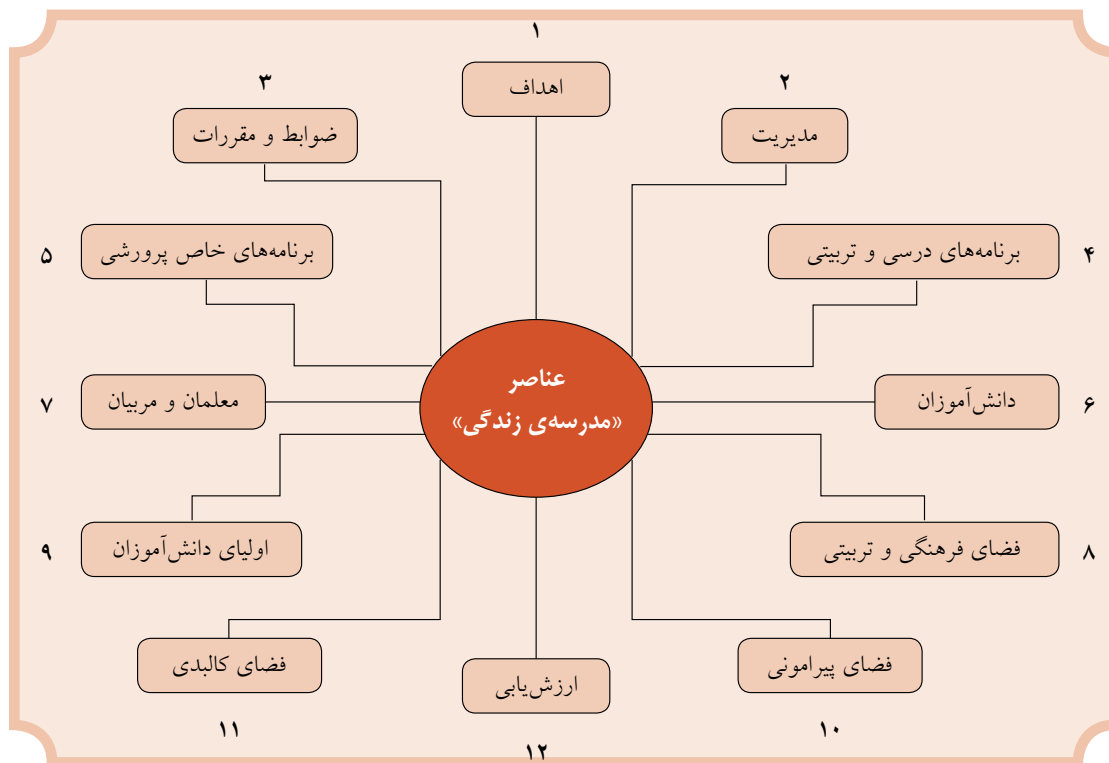 ۱
اهداف
۲
مدیریت
۳
ضوابط و مقررات
۴
برنامه‌های درسی و تربیتی
۵
برنامه‌های خاص پرورشی
عناصر
«مدرسه‌ی زندگی»
۶
دانش‌آموزان
۷
معلمان و مربیان
۸
فضای فرهنگی و تربیتی
۹
اولیای دانش‌آموزان
۱۰
فضای پیرامونی
۱۱
فضای کالبدی
۱۲
ارزش‌یابی